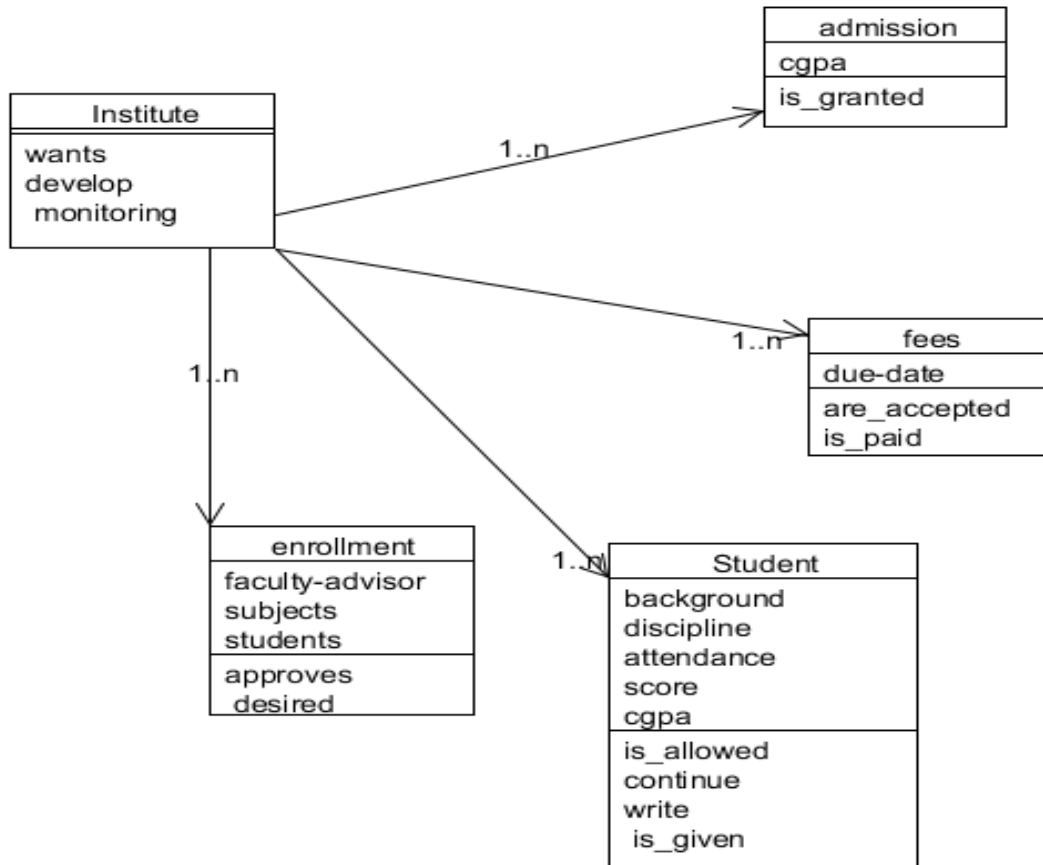 admission
cgpa
is_granted
Institute
wants
develop
monitoring
1..n
1..n
fees
due-date
are_accepted
is_paid
1..n
enrollment
faculty-advisor
subjects
students
approves
desired
1..n
Student
background
discipline
attendance
score
cgpa
is_allowed
continue
write
is_given